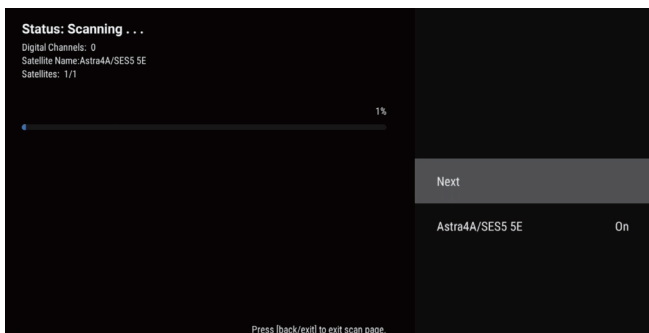 Status: Scanning . . .
Digital Channels: 0
Satellite Name:Astra4A/SES5 5E
Satellites: 1/1
1%
Next
Astra4A/SES5 5E On
Press [back/exit] to exit scan page.